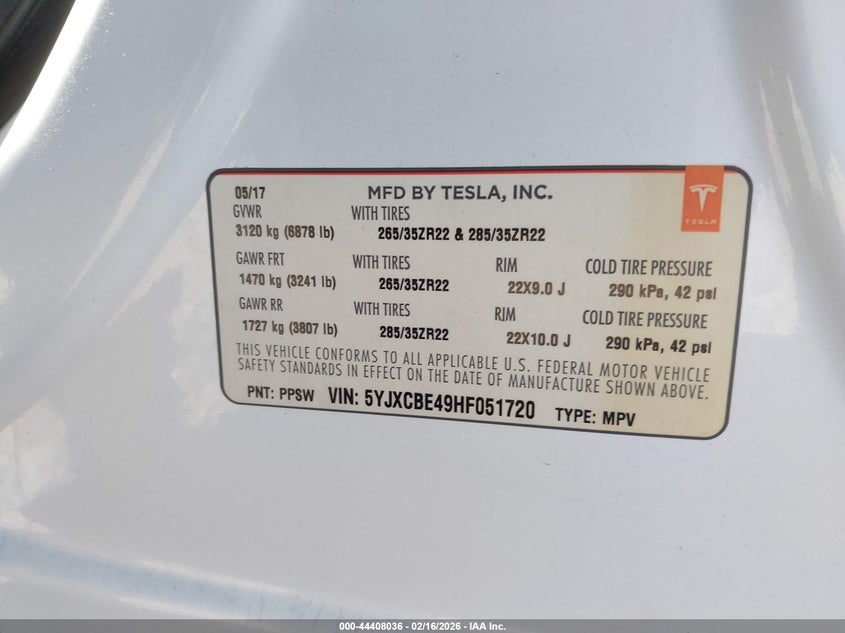 05/17 MFD BY TESLA, INC.
GVWR WITH TIRES
3120 kg (6878 lb) 265/35ZR22 & 285/35ZR22
TESLA
GAWR FRT WITH TIRES RIM COLD TIRE PRESSURE
1470 kg (3241 lb) 265/35ZR22 22X9.0 J 290 kPa, 42 psi
GAWR RR WITH TIRES RIM COLD TIRE PRESSURE
1727 kg (3807 lb) 285/35ZR22 22X10.0 J 290 kPa, 42 psi
THIS VEHICLE CONFORMS TO ALL APPLICABLE U.S. FEDERAL MOTOR VEHICLE
SAFETY STANDARDS IN EFFECT ON THE DATE OF MANUFACTURE SHOWN ABOVE.
PNT: PPSW VIN: 5YJXCBE49HF051720 TYPE: MPV
000-44408036 - 02/16/2026 - IAA Inc.